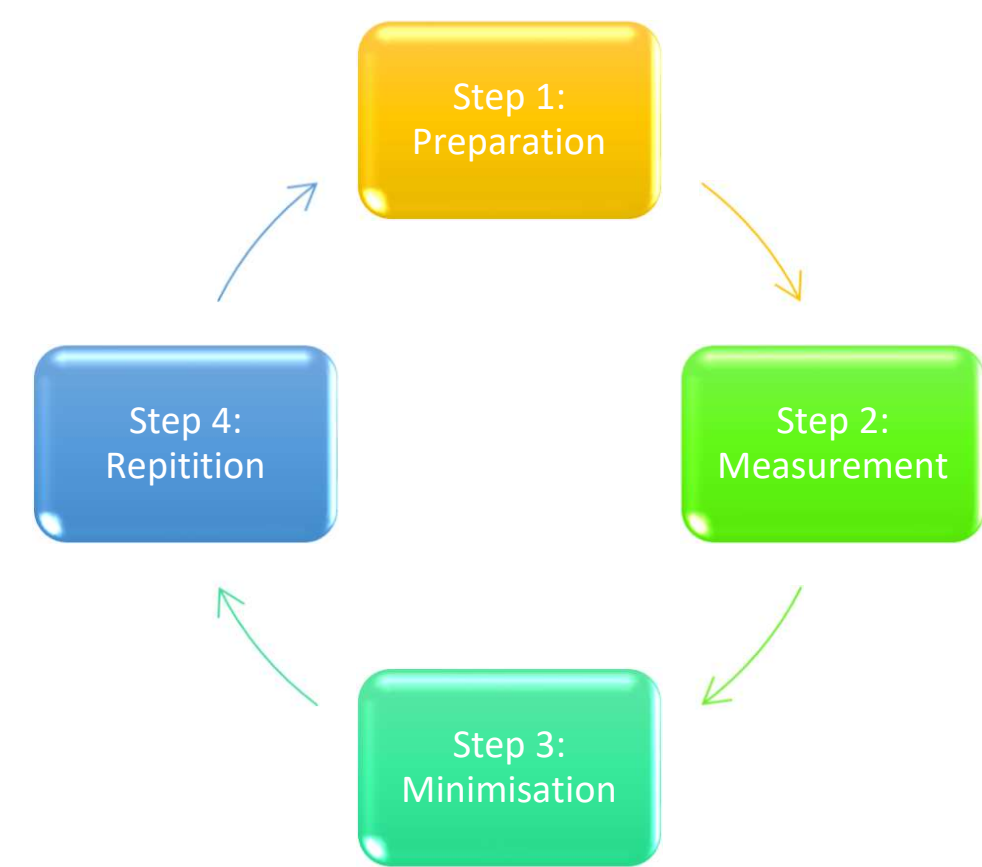 Step 1:
Preparation
Step 2:
Measurement
Step 3:
Minimisation
Step 4:
Repitition